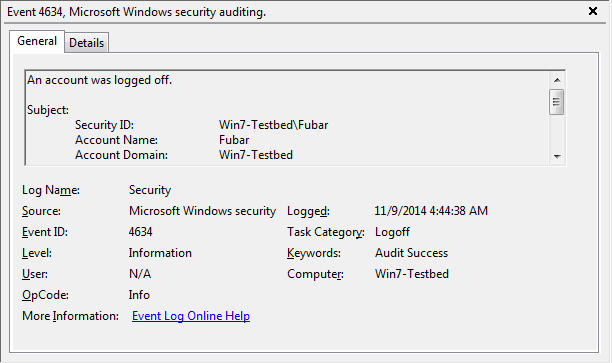 Event 4634, Microsoft Windows security auditing.
General Details
An account was logged off.
Subject:
Security ID: Win7-Testbed\Fubar
Account Name: Fubar
Account Domain: Win7-Testbed
Log Name: Security
Source: Microsoft Windows security Logged: 11/9/2014 4:44:38 AM
Event ID: 4634 Task Category: Logoff
Level: Information Keywords: Audit Success
User: N/A Computer: Win7-Testbed
OpCode: Info
More Information: Event Log Online Help